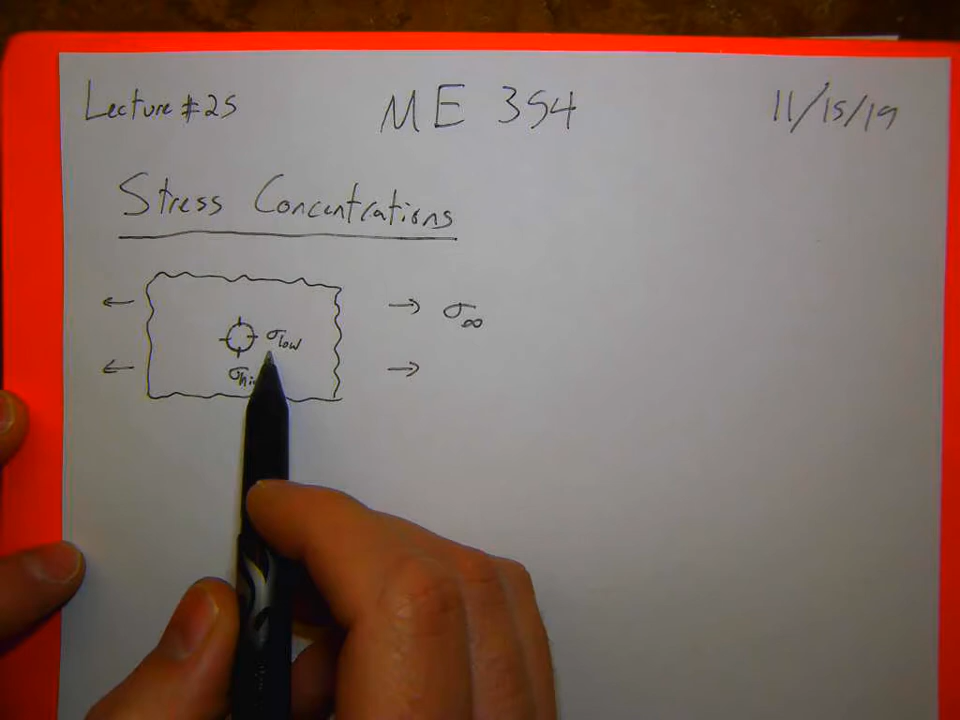 Lecture #25 ME 354 11/15/19
Stress Concentrations
σ∞
σlow